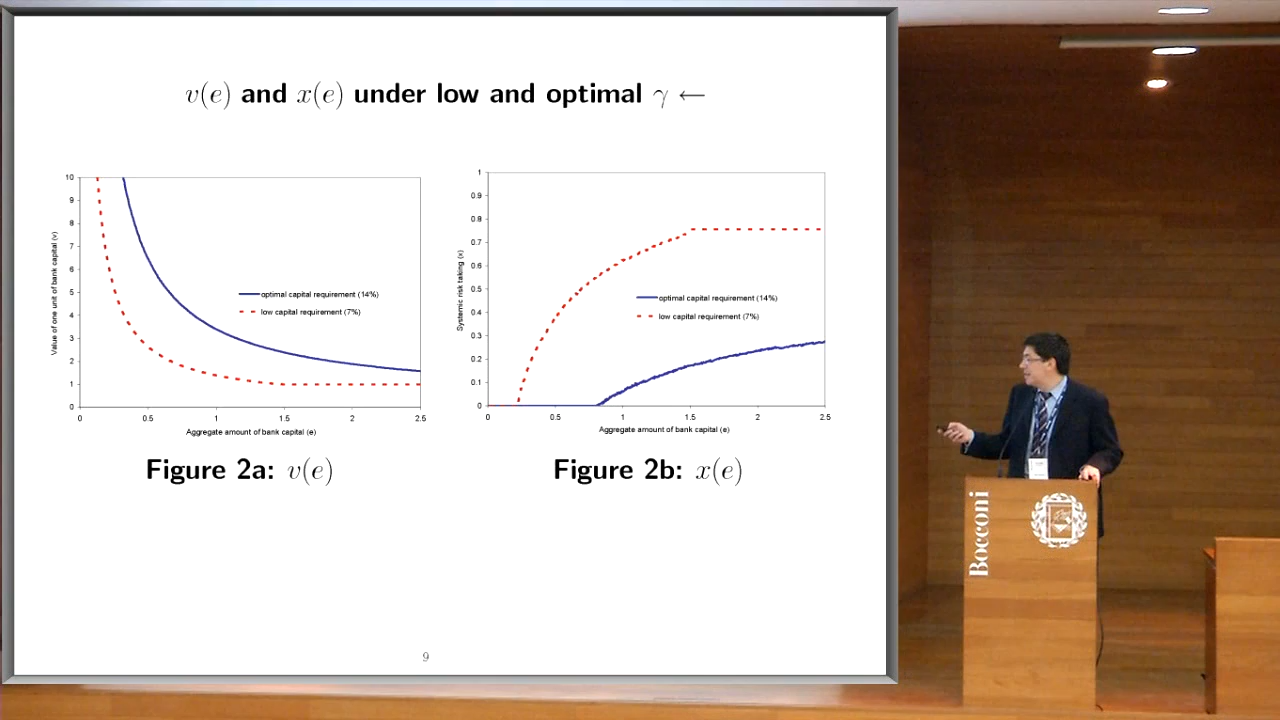 v(e) and x(e) under low and optimal γ ←
10
9
8
7
6
5
4
3
2
1
0
Value of one unit of bank capital (v)
optimal capital requirement (14%)
low capital requirement (7%)
0 0.5 1 1.5 2 2.5
Aggregate amount of bank capital (e)
Figure 2a: v(e)
1
0.9
0.8
0.7
0.6
0.5
0.4
0.3
0.2
0.1
0
Systemic risk taking (x)
optimal capital requirement (14%)
low capital requirement (7%)
0 0.5 1 1.5 2 2.5
Aggregate amount of bank capital (e)
Figure 2b: x(e)
9
Bocconi